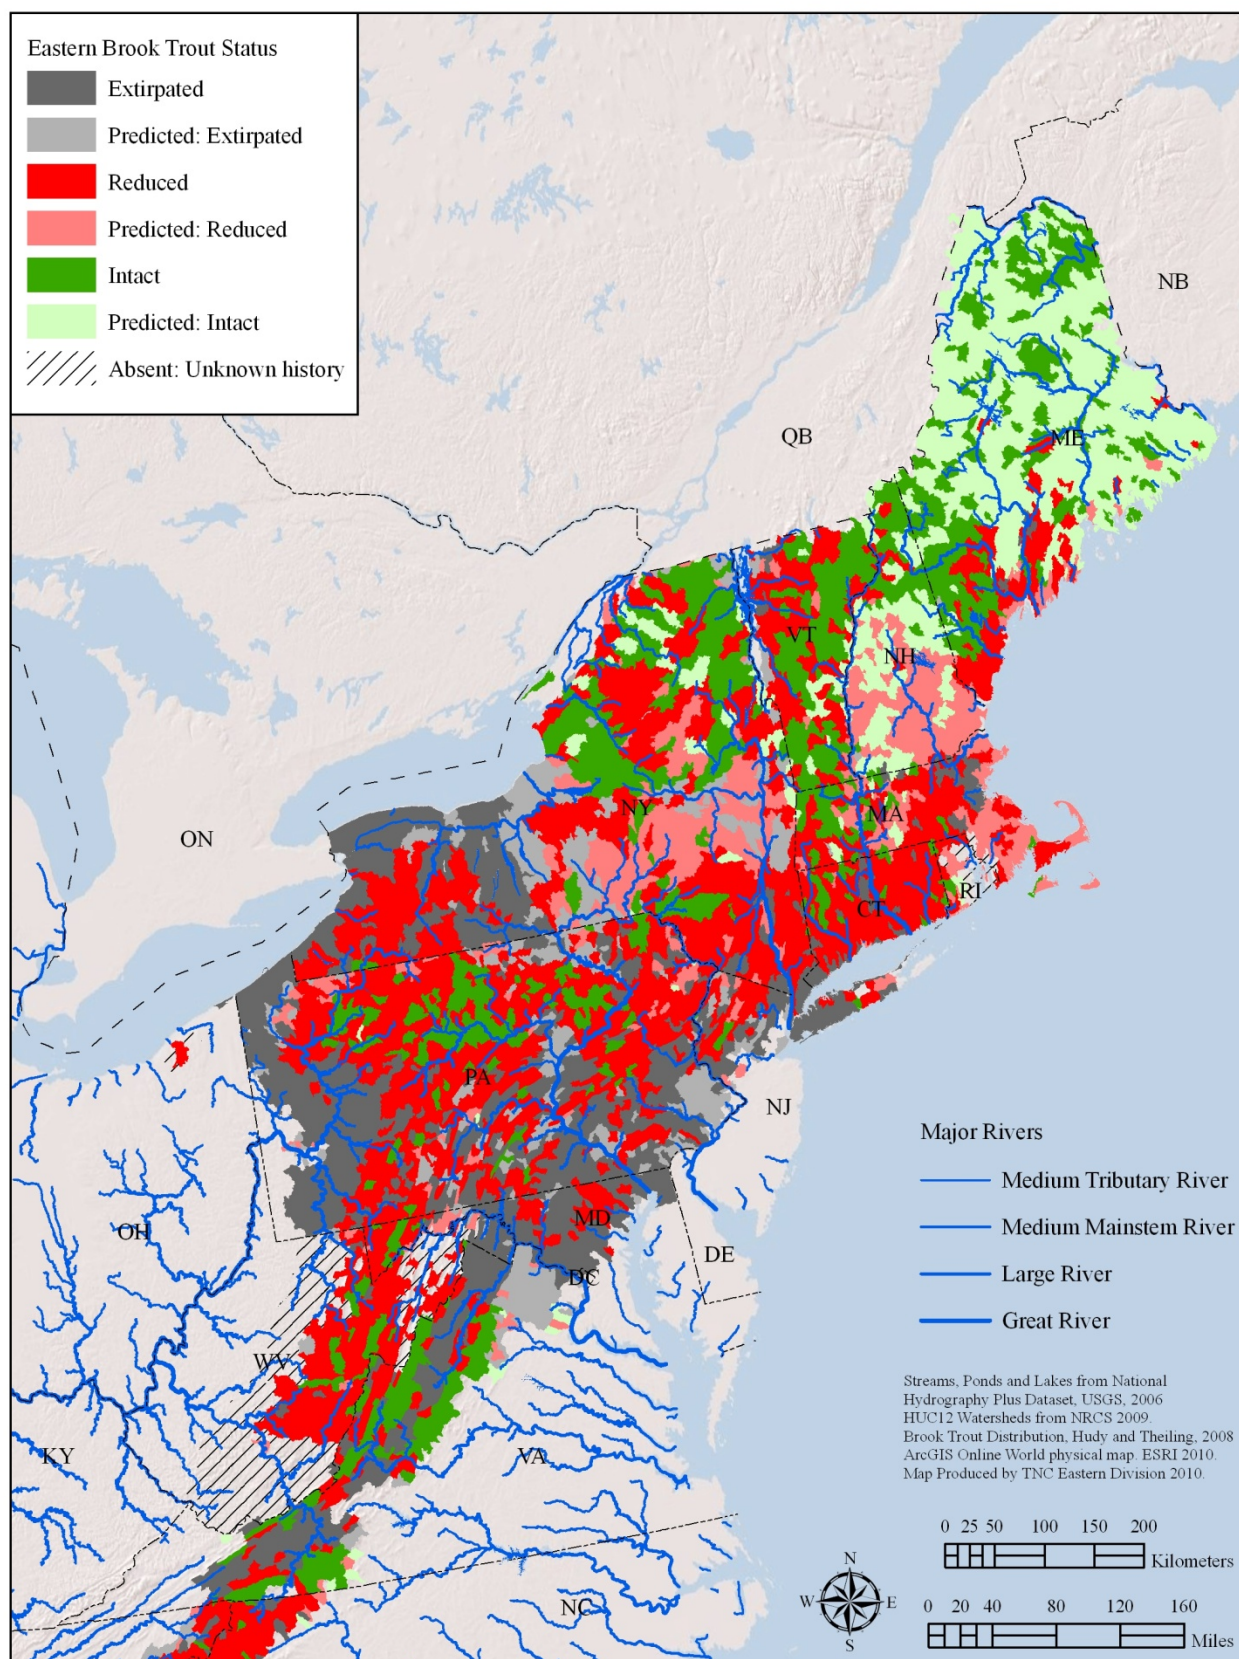 Eastern Brook Trout Status
Extirpated
Predicted: Extirpated
Reduced
Predicted: Reduced
Intact
Predicted: Intact
Absent: Unknown history
NB
QB
ME
VT
NH
NY
MA
ON
RI
CT
PA
NJ
MD
OH
DE
DC
WV
VA
KY
NC
Major Rivers
Medium Tributary River
Medium Mainstem River
Large River
Great River
Streams, Ponds and Lakes from National
Hydrography Plus Dataset, USGS, 2006
HUC12 Watersheds from NRCS 2009.
Brook Trout Distribution, Hudy and Theiling, 2008
ArcGIS Online World physical map. ESRI 2010.
Map Produced by TNC Eastern Division 2010.
0 25 50 100 150 200
Kilometers
N
W E
S
0 20 40 80 120 160
Miles